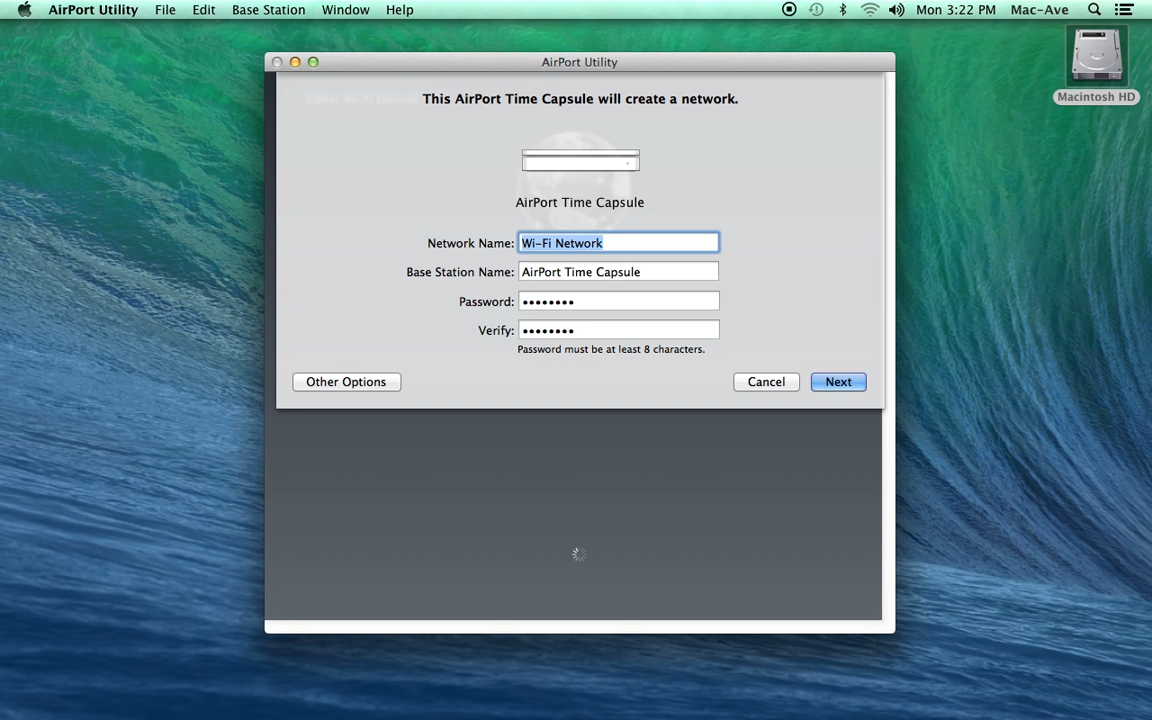 AirPort Utility File Edit Base Station Window Help Mon 3:22 PM Mac-Ave
Macintosh HD
AirPort Utility
This AirPort Time Capsule will create a network.
AirPort Time Capsule
Network Name: Wi-Fi Network
Base Station Name: AirPort Time Capsule
Password: ••••••••
Verify: ••••••••
Password must be at least 8 characters.
Other Options Cancel Next